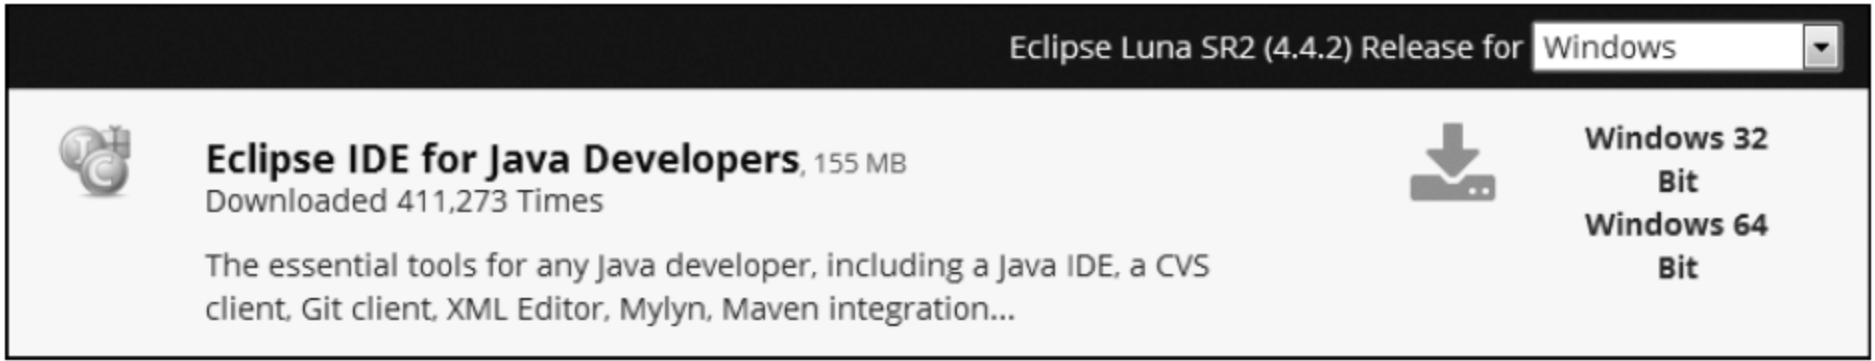 Eclipse Luna SR2 (4.4.2) Release for Windows
Eclipse IDE for Java Developers, 155 MB
Downloaded 411,273 Times
The essential tools for any Java developer, including a Java IDE, a CVS
client, Git client, XML Editor, Mylyn, Maven integration...
Windows 32
Bit
Windows 64
Bit